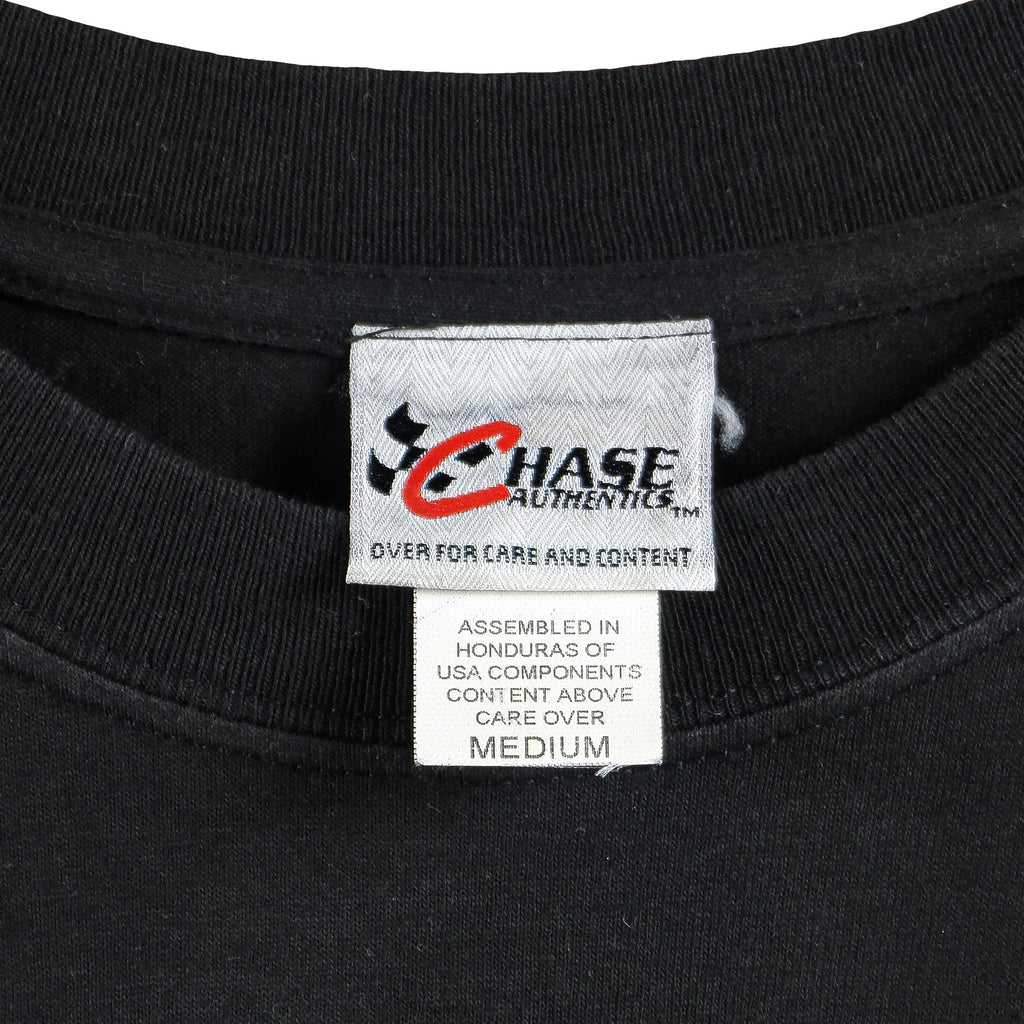 CHASE
AUTHENTICS™
OVER FOR CARE AND CONTENT
ASSEMBLED IN
HONDURAS OF
USA COMPONENTS
CONTENT ABOVE
CARE OVER
MEDIUM